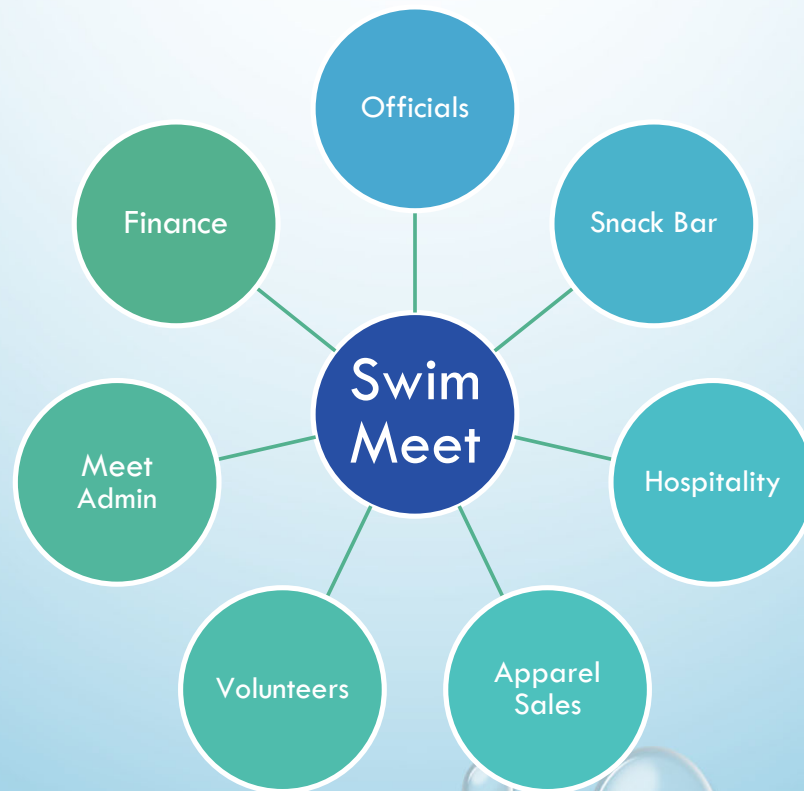 Officials
Finance
Snack Bar
Swim
Meet
Meet
Admin
Hospitality
Volunteers
Apparel
Sales